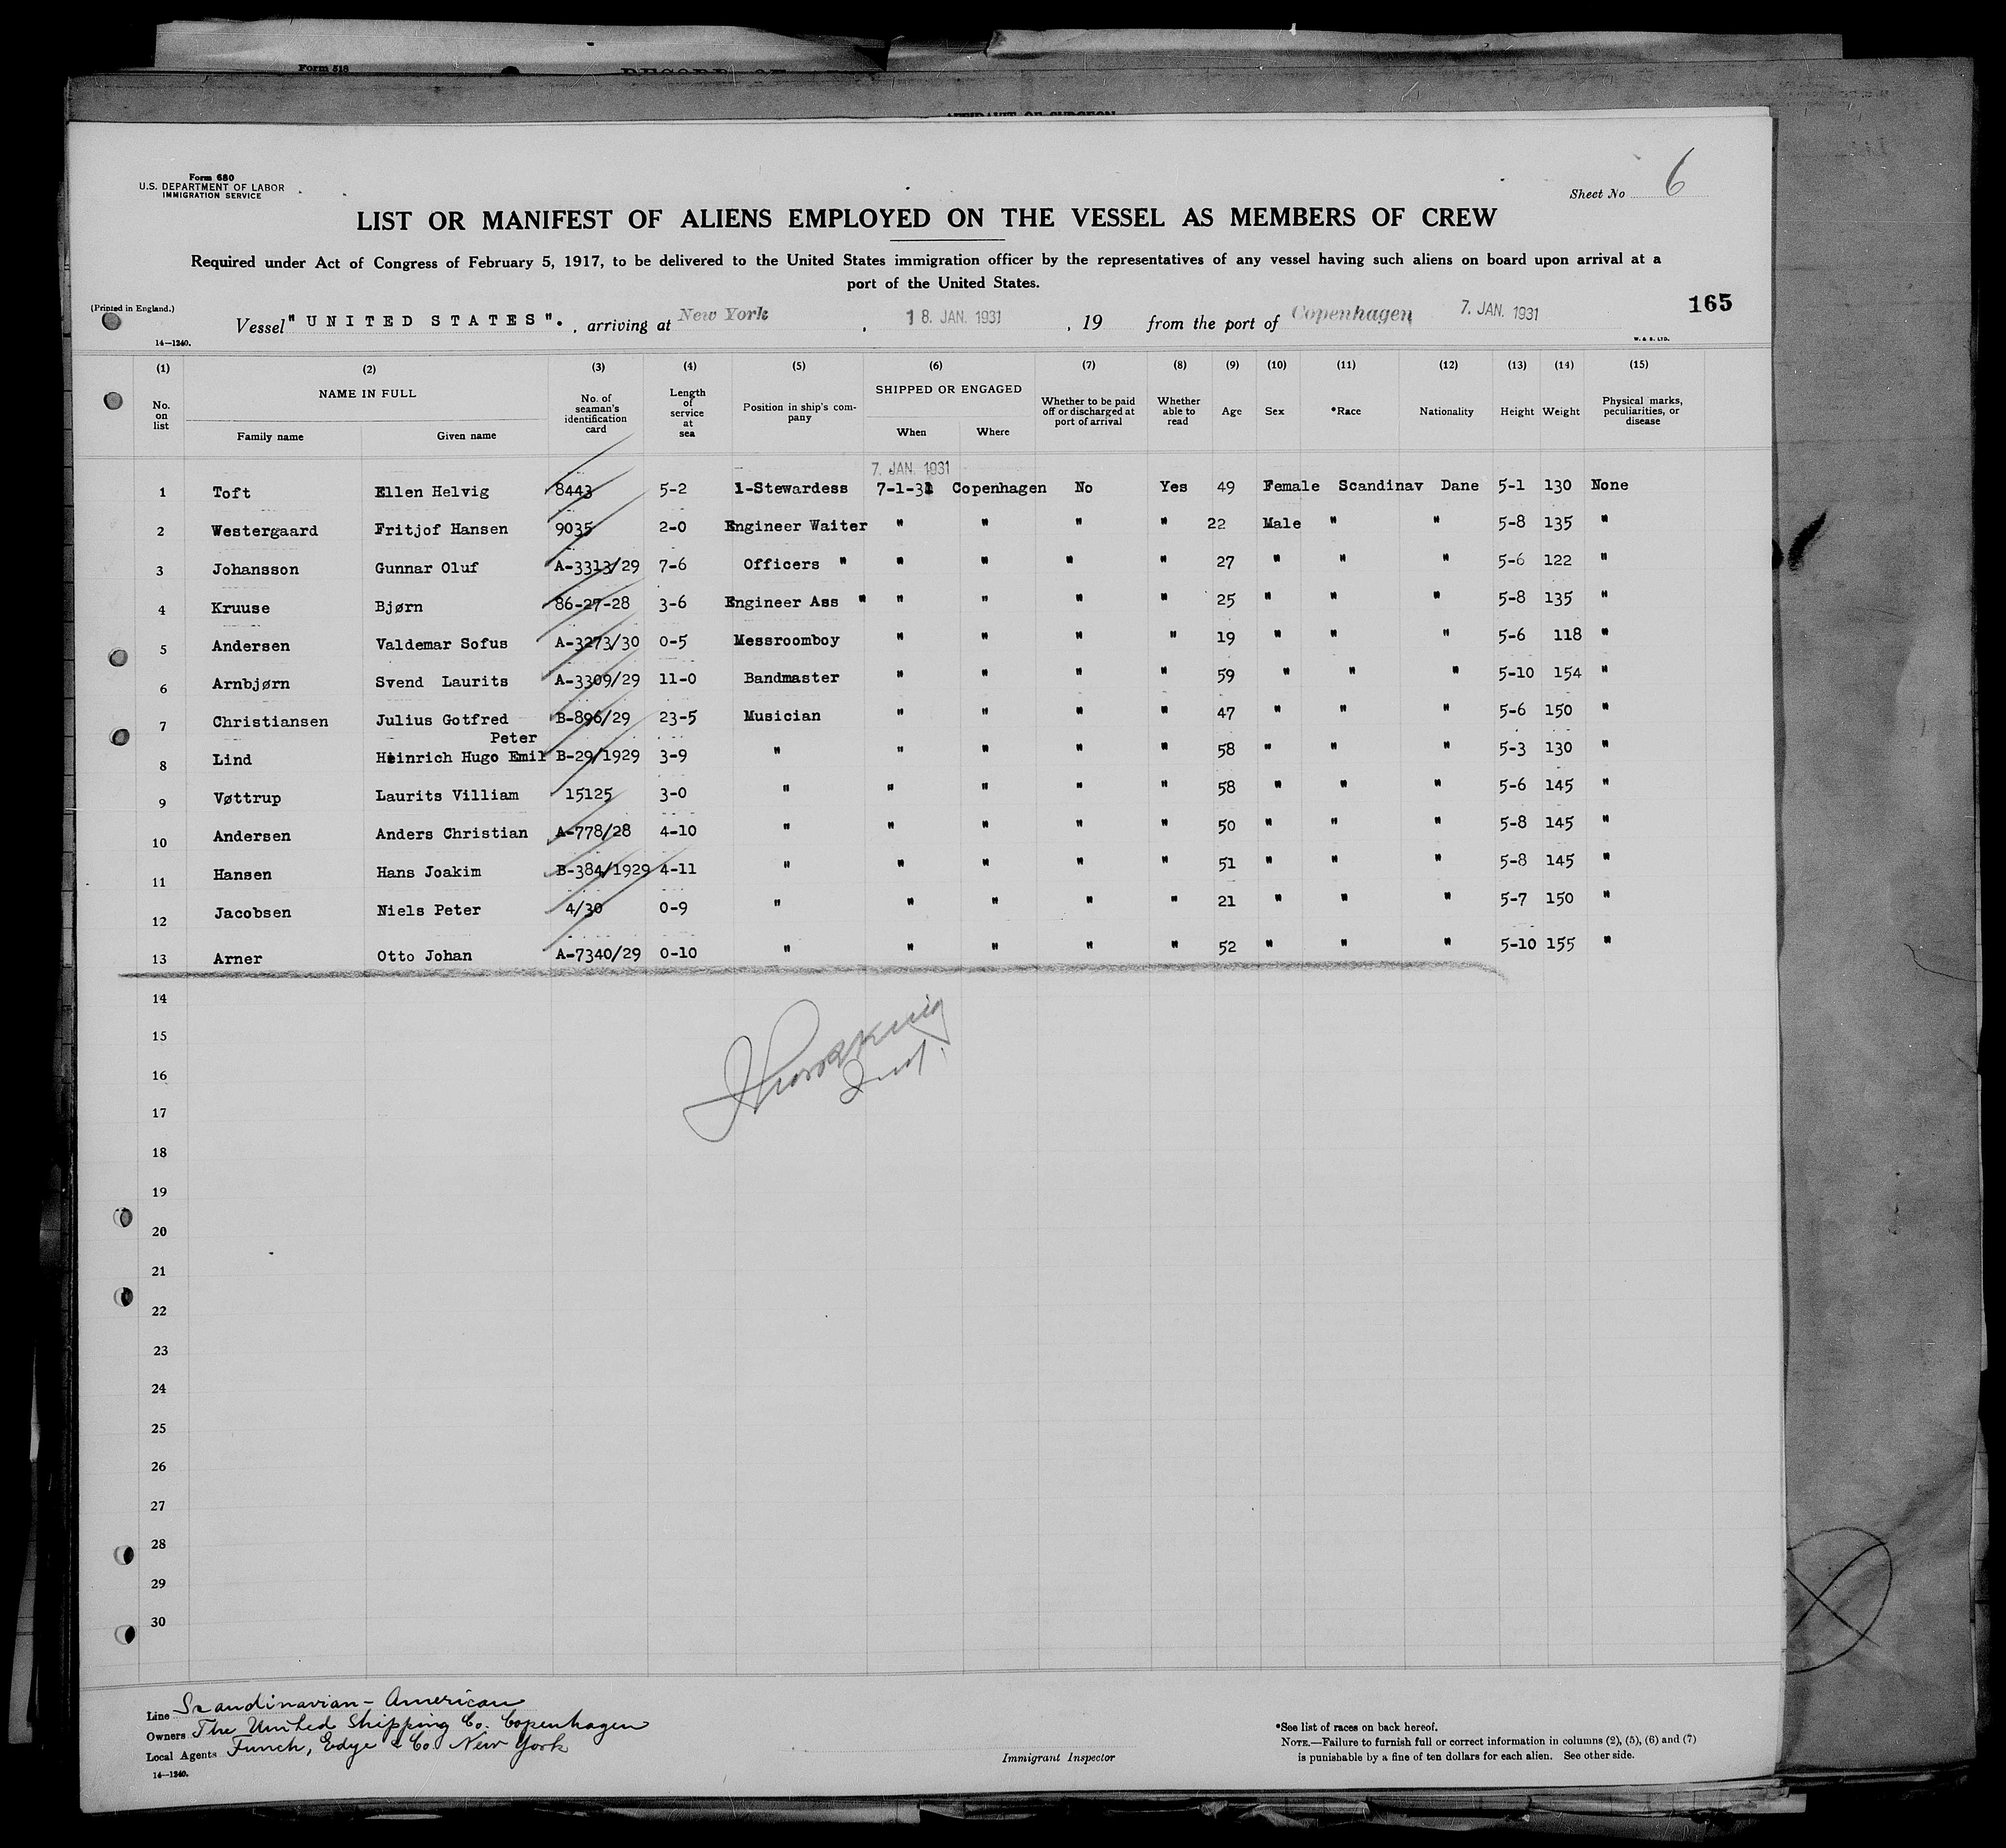 Form 518
RECORD OF
AFFIDAVIT OF SURGEON
Form 680
U.S. DEPARTMENT OF LABOR
IMMIGRATION SERVICE
Sheet No 6
LIST OR MANIFEST OF ALIENS EMPLOYED ON THE VESSEL AS MEMBERS OF CREW
Required under Act of Congress of February 5, 1917, to be delivered to the United States immigration officer by the representatives of any vessel having such aliens on board upon arrival at a
port of the United States.
(Printed in England.)
165
Vessel "UNITED STATES"., arriving at New York, 18. JAN. 1931, 19 from the port of Copenhagen 7. JAN. 1931
14—1240.
W. & S. LTD.
(1) (2) (3) (4) (5) (6) (7) (8) (9) (10) (11) (12) (13) (14) (15)
No. on list
NAME IN FULL
Family name
Given name
No. of seaman's identification card
Length of service at sea
Position in ship's com-pany
SHIPPED OR ENGAGED
When
Where
Whether to be paid off or discharged at port of arrival
Whether able to read
Age
Sex
*Race
Nationality
Height
Weight
Physical marks, peculiarities, or disease
7. JAN. 1931
1 Toft Ellen Helvig 8443 5-2 1-Stewardess 7-1-31 Copenhagen No Yes 49 Female Scandinav Dane 5-1 130 None
2 Westergaard Fritjof Hansen 9035 2-0 Engineer Waiter " " " " 22 Male " " 5-8 135 "
3 Johansson Gunnar Oluf A-3313/29 7-6 Officers " " " " " 27 " " " 5-6 122 "
4 Kruuse Bjørn 86-27-28 3-6 Engineer Ass " " " " " 25 " " " 5-8 135 "
5 Andersen Valdemar Sofus A-3273/30 0-5 Messroomboy " " " " 19 " " " 5-6 118 "
6 Arnbjørn Svend Laurits A-3309/29 11-0 Bandmaster " " " " 59 " " " 5-10 154 "
7 Christiansen Julius Gotfred B-896/29 23-5 Musician " " " " 47 " " " 5-6 150 "
Peter
8 Lind Heinrich Hugo Emil B-29/1929 3-9 " " " " " 58 " " " 5-3 130 "
9 Vøttrup Laurits Villiam 15125 3-0 " " " " " 58 " " " 5-6 145 "
10 Andersen Anders Christian A-778/28 4-10 " " " " " 50 " " " 5-8 145 "
11 Hansen Hans Joakim B-384/1929 4-11 " " " " " 51 " " " 5-8 145 "
12 Jacobsen Niels Peter 4/30 0-9 " " " " " 21 " " " 5-7 150 "
13 Arner Otto Johan A-7340/29 0-10 " " " " " 52 " " " 5-10 155 "
14
15
16
17
18
19
20
21
22
23
24
25
26
27
28
29
30
Line Scandinavian-American
Owners The United Shipping Co. Copenhagen
Local Agents Funch, Edye & Co. New York
14—1240.
Immigrant Inspector
*See list of races on back hereof.
NOTE.—Failure to furnish full or correct information in columns (2), (5), (6) and (7)
is punishable by a fine of ten dollars for each alien. See other side.